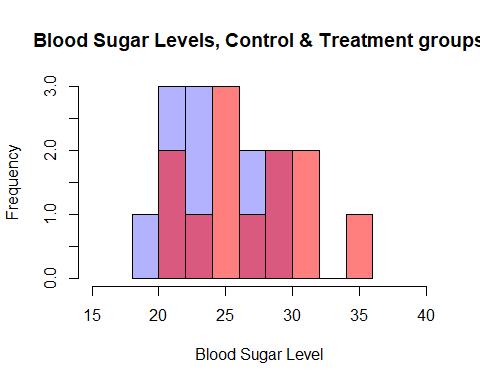 Blood Sugar Levels, Control & Treatment groups
3.0
2.0
1.0
0.0
Frequency
15 20 25 30 35 40
Blood Sugar Level